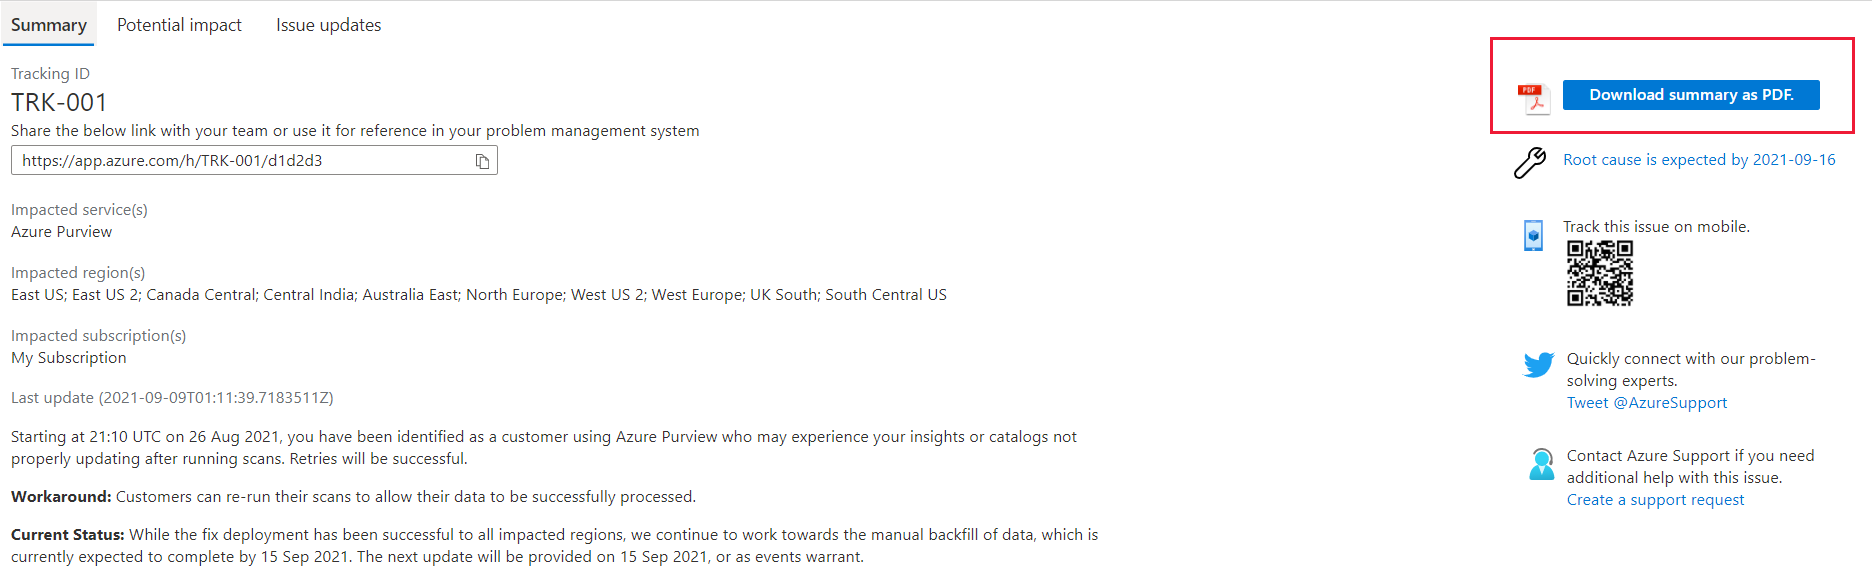 Summary
Potential impact
Issue updates
Tracking ID
TRK-001
Share the below link with your team or use it for reference in your problem management system
https://app.azure.com/h/TRK-001/d1d2d3
Impacted service(s)
Azure Purview
Impacted region(s)
East US; East US 2; Canada Central; Central India; Australia East; North Europe; West US 2; West Europe; UK South; South Central US
Impacted subscription(s)
My Subscription
Last update (2021-09-09T01:11:39.7183511Z)
Starting at 21:10 UTC on 26 Aug 2021, you have been identified as a customer using Azure Purview who may experience your insights or catalogs not
properly updating after running scans. Retries will be successful.
Workaround: Customers can re-run their scans to allow their data to be successfully processed.
Current Status: While the fix deployment has been successful to all impacted regions, we continue to work towards the manual backfill of data, which is
currently expected to complete by 15 Sep 2021. The next update will be provided on 15 Sep 2021, or as events warrant.
PDF
Download summary as PDF.
Root cause is expected by 2021-09-16
Track this issue on mobile.
Quickly connect with our problem-
solving experts.
Tweet @AzureSupport
Contact Azure Support if you need
additional help with this issue.
Create a support request